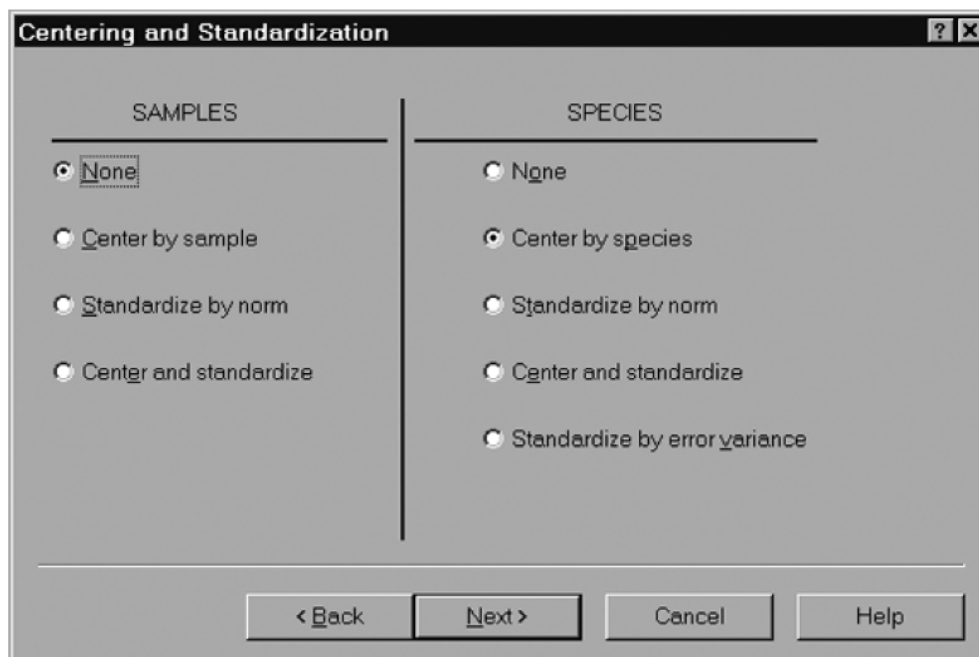 Centering and Standardization
SAMPLES
None
Center by sample
Standardize by norm
Center and standardize
SPECIES
None
Center by species
Standardize by norm
Center and standardize
Standardize by error variance
< Back Next > Cancel Help